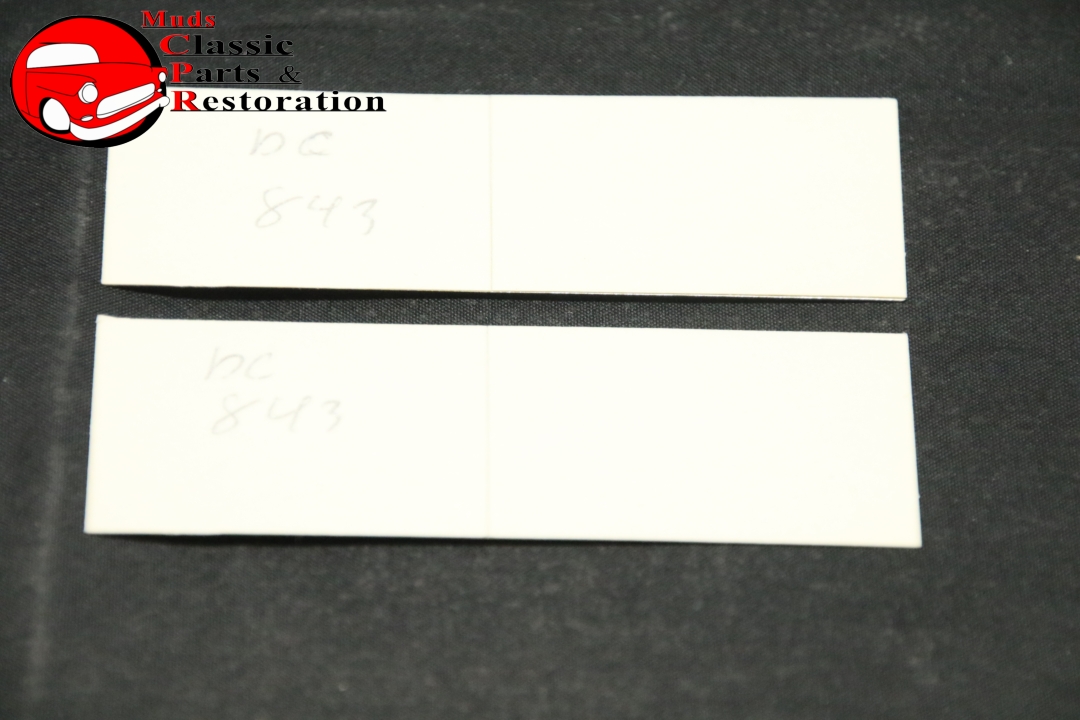 Muds
Classic
Parts &
Restoration
DC
843
DC
843